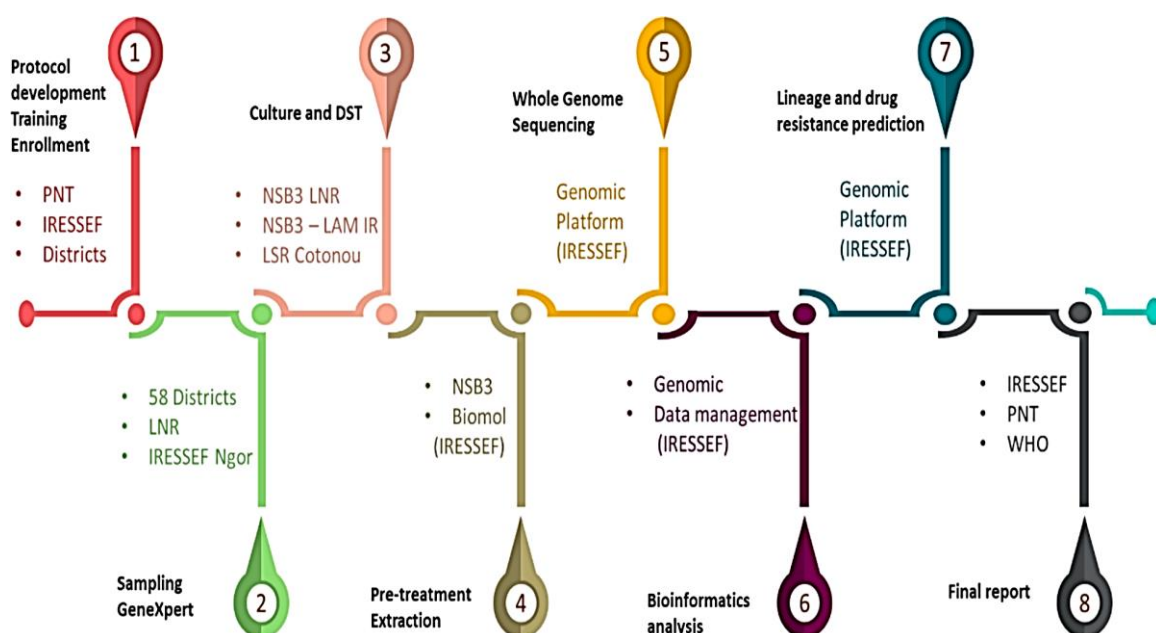 1
Protocol
development
Training
Enrollment
• PNT
• IRESSEF
• Districts
2
Sampling
GeneXpert
• 58 Districts
• LNR
• IRESSEF Ngor
3
Culture and DST
• NSB3 LNR
• NSB3 – LAM IR
• LSR Cotonou
4
Pre-treatment
Extraction
• NSB3
• Biomol
(IRESSEF)
5
Whole Genome
Sequencing
Genomic
Platform
(IRESSEF)
6
Bioinformatics
analysis
• Genomic
• Data management
(IRESSEF)
7
Lineage and drug
resistance prediction
Genomic
Platform
(IRESSEF)
8
Final report
• IRESSEF
• PNT
• WHO